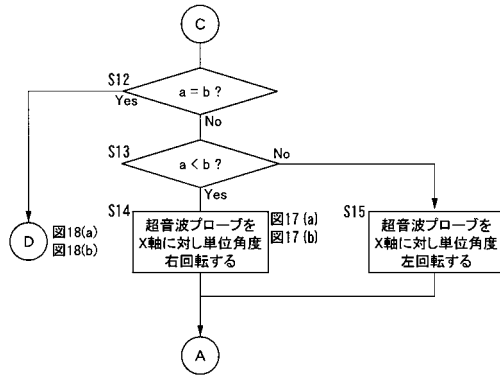 C
S12
a = b ?
Yes
No
S13
a < b ?
No
Yes
S14
図17(a)
図17(b)
S15
超音波プローブを
X軸に対し単位角度
右回転する
超音波プローブを
X軸に対し単位角度
左回転する
D
図18(a)
図18(b)
A